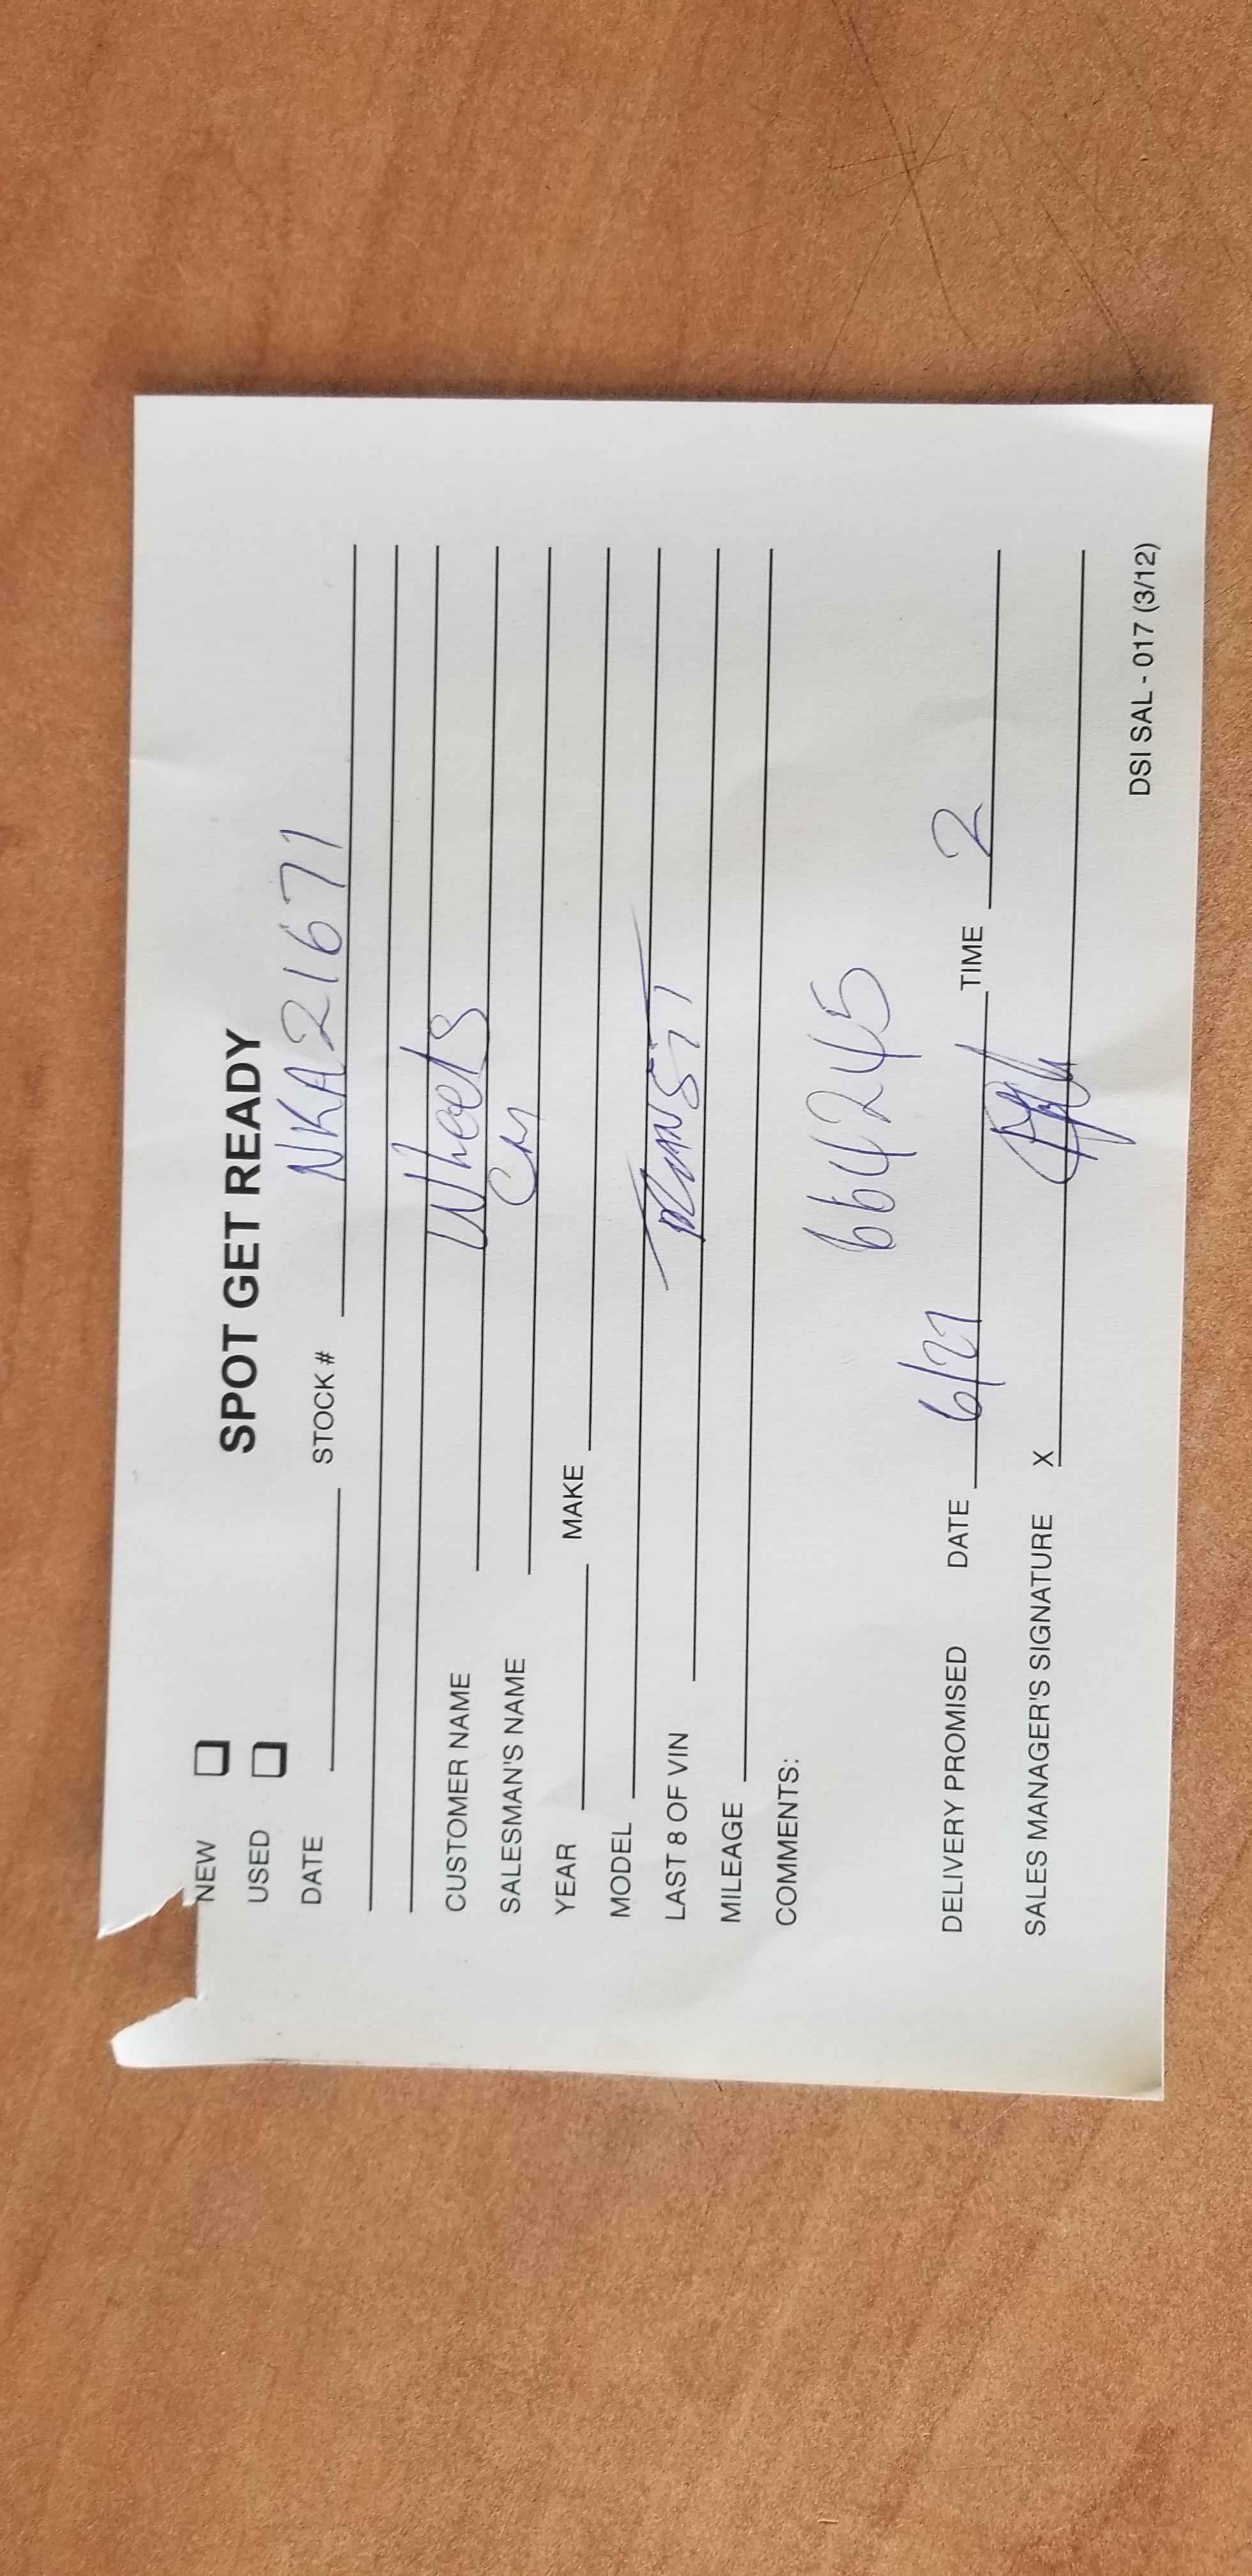 SPOT GET READY
NEW
USED
DATE STOCK # NKA21671
CUSTOMER NAME Wheels
SALESMAN'S NAME
YEAR MAKE
MODEL
LAST 8 OF VIN
MILEAGE
COMMENTS:
664245
DELIVERY PROMISED DATE 6/27 TIME 2
SALES MANAGER'S SIGNATURE X
DSI SAL - 017 (3/12)